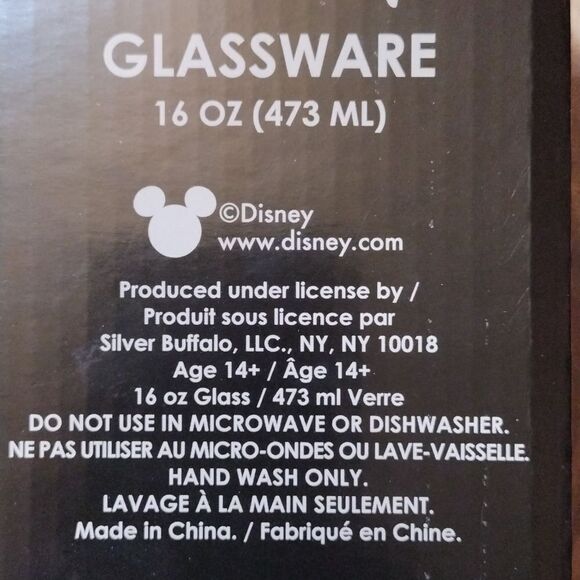 GLASSWARE
16 OZ (473 ML)
©Disney
www.disney.com
Produced under license by /
Produit sous licence par
Silver Buffalo, LLC., NY, NY 10018
Age 14+ / Âge 14+
16 oz Glass / 473 ml Verre
DO NOT USE IN MICROWAVE OR DISHWASHER.
NE PAS UTILISER AU MICRO-ONDES OU LAVE-VAISSELLE.
HAND WASH ONLY.
LAVAGE À LA MAIN SEULEMENT.
Made in China. / Fabriqué en Chine.